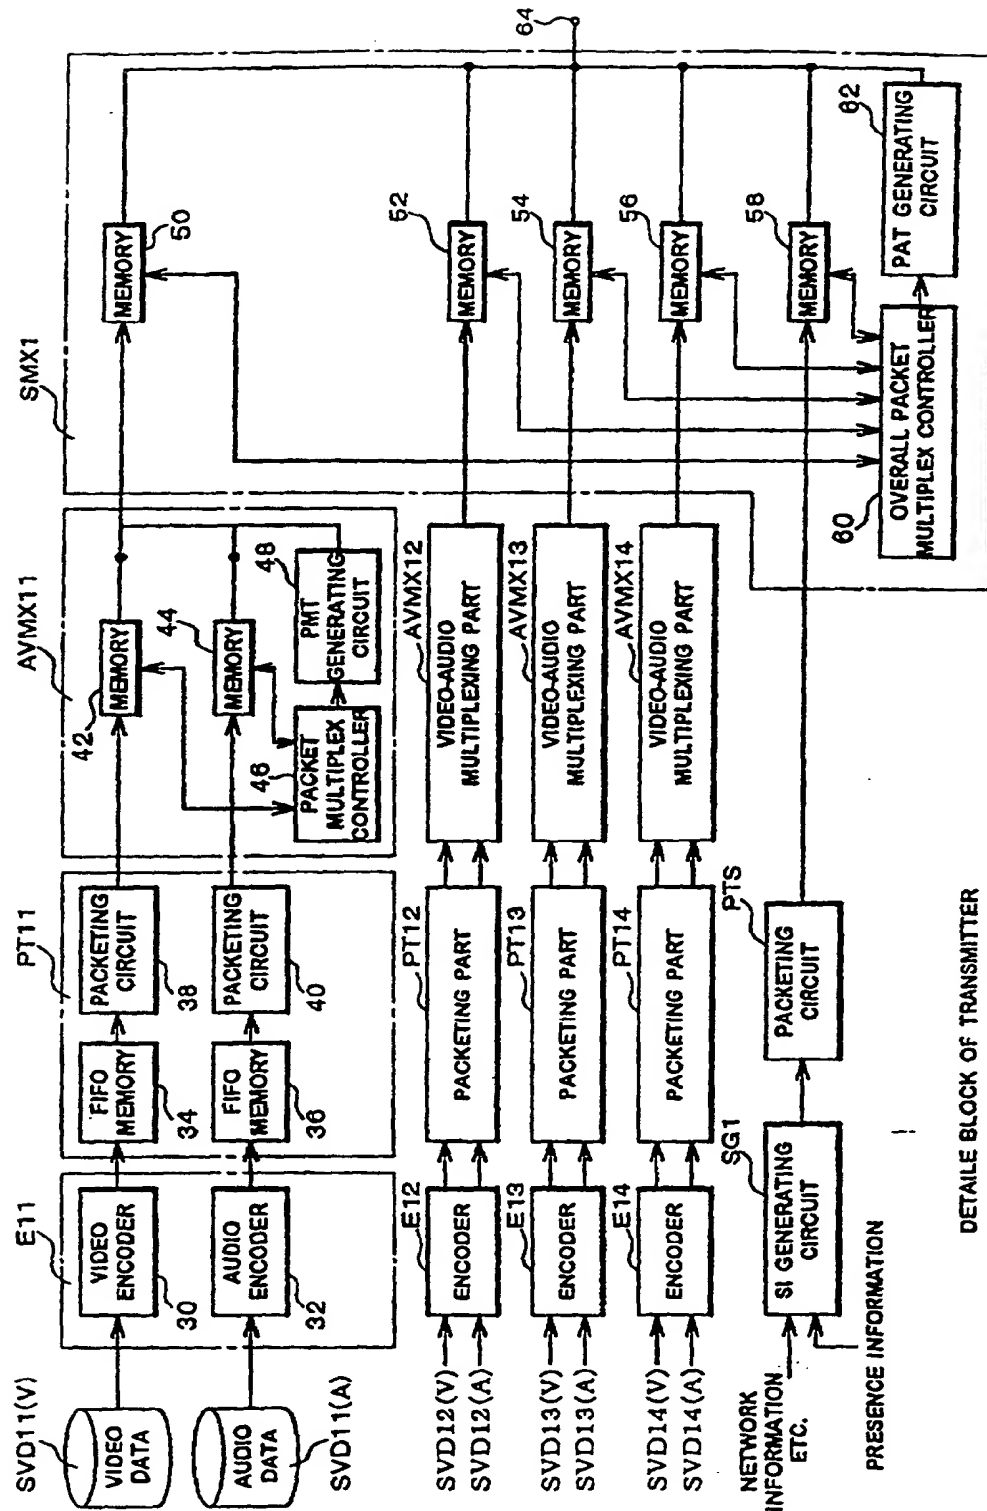 SVD11(V)
VIDEO
DATA
E11
VIDEO
ENCODER
30
PT11
FIFO
MEMORY
34
PACKETING
CIRCUIT
38
AVMX11
42
MEMORY
SMX1
MEMORY
50
AUDIO
DATA
SVD11(A)
AUDIO
ENCODER
32
FIFO
MEMORY
36
PACKETING
CIRCUIT
40
44
MEMORY
46
PACKET
MULTIPLEX
CONTROLLER
48
PMT
GENERATING
CIRCUIT
SVD12(V)
SVD12(A)
E12
ENCODER
PT12
PACKETING PART
AVMX12
VIDEO-AUDIO
MULTIPLEXING PART
52
MEMORY
64
SVD13(V)
SVD13(A)
E13
ENCODER
PT13
PACKETING PART
AVMX13
VIDEO-AUDIO
MULTIPLEXING PART
54
MEMORY
SVD14(V)
SVD14(A)
E14
ENCODER
PT14
PACKETING PART
AVMX14
VIDEO-AUDIO
MULTIPLEXING PART
56
MEMORY
NETWORK
INFORMATION
ETC.
PRESENCE INFORMATION
SG1
SI GENERATING
CIRCUIT
PTS
PACKETING
CIRCUIT
58
MEMORY
60
OVERALL PACKET
MULTIPLEX CONTROLLER
62
PAT GENERATING
CIRCUIT
DETAILE BLOCK OF TRANSMITTER